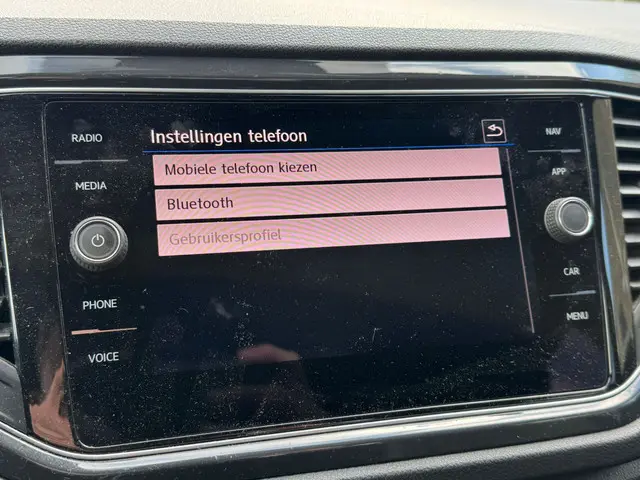 RADIO
MEDIA
PHONE
VOICE
Instellingen telefoon
Mobiele telefoon kiezen
Bluetooth
Gebruikersprofiel
NAV
APP
CAR
MENU